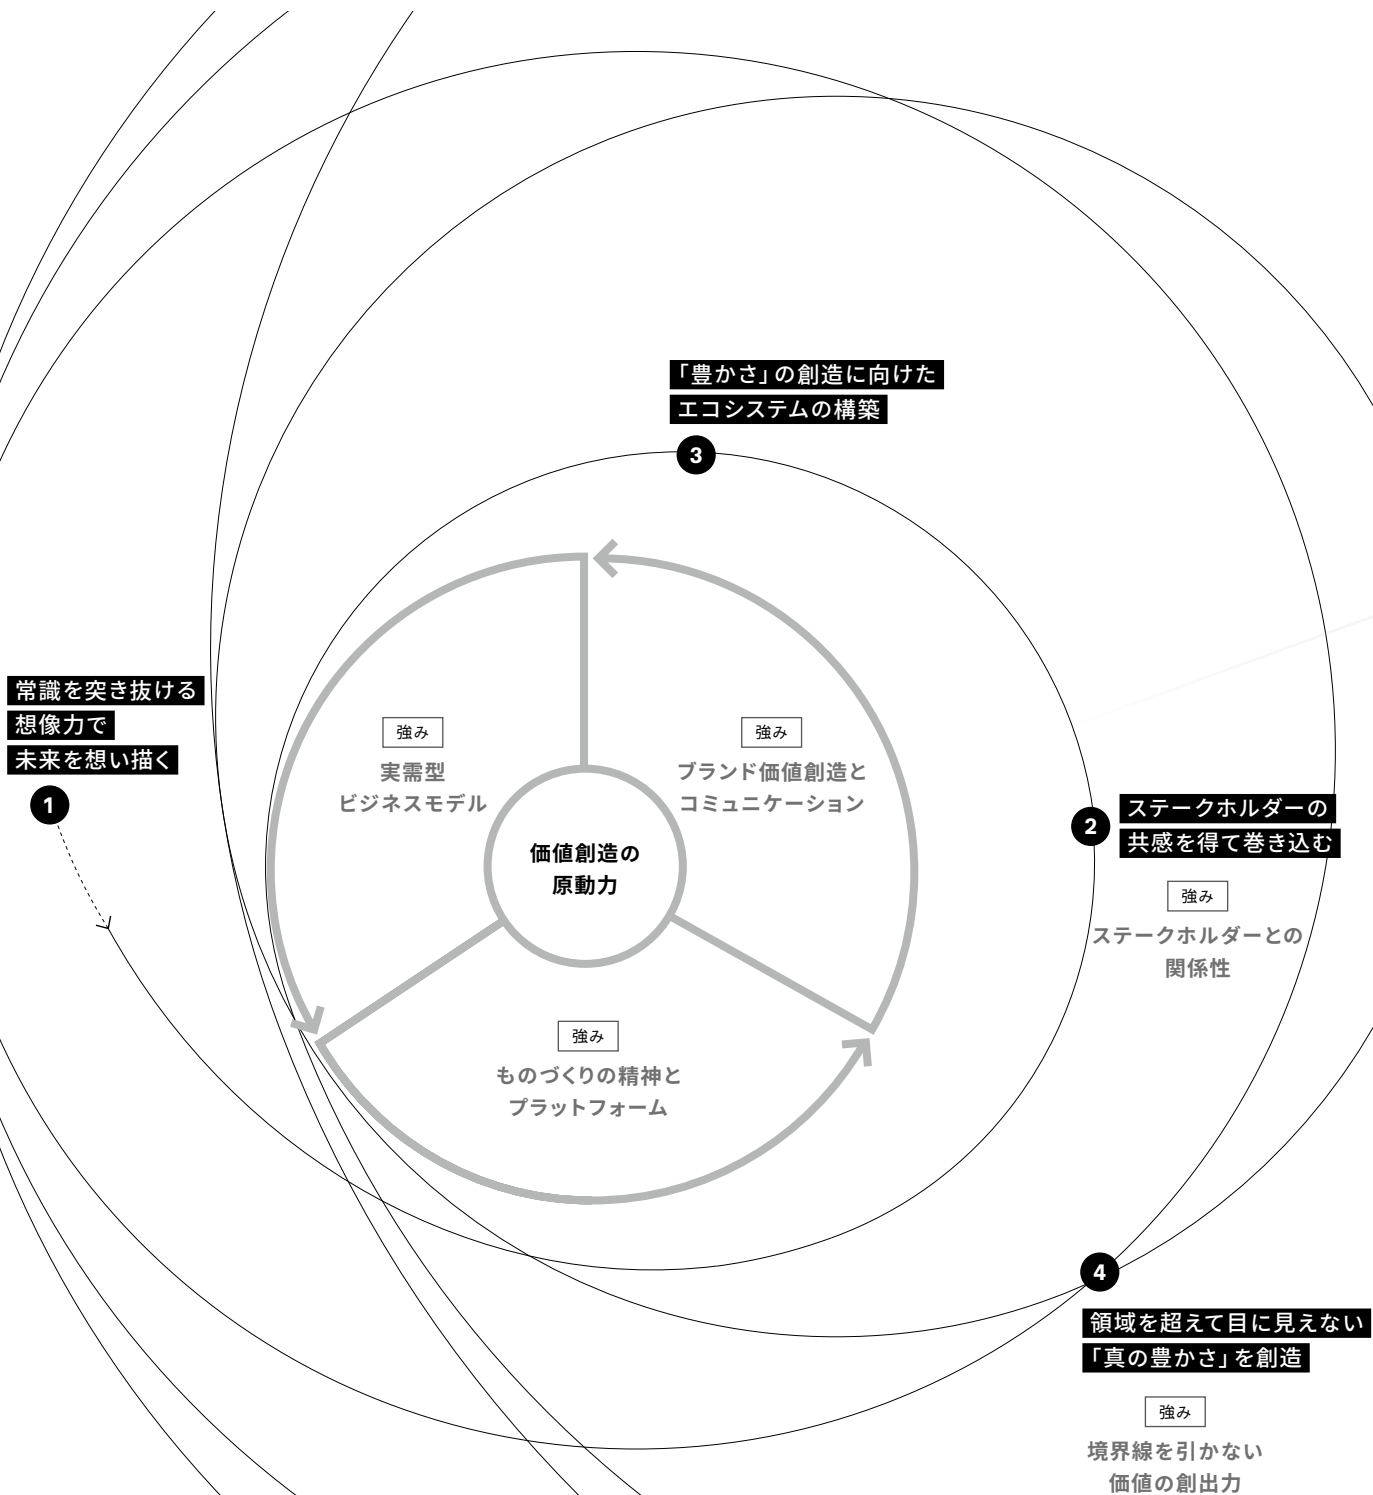 「豊かさ」の創造に向けた
エコシステムの構築
3
常識を突き抜ける
想像力で
未来を想い描く
1
強み
実需型
ビジネスモデル
強み
ブランド価値創造と
コミュニケーション
価値創造の
原動力
強み
ものづくりの精神と
プラットフォーム
2
ステークホルダーの
共感を得て巻き込む
強み
ステークホルダーとの
関係性
4
領域を超えて目に見えない
「真の豊かさ」を創造
強み
境界線を引かない
価値の創出力